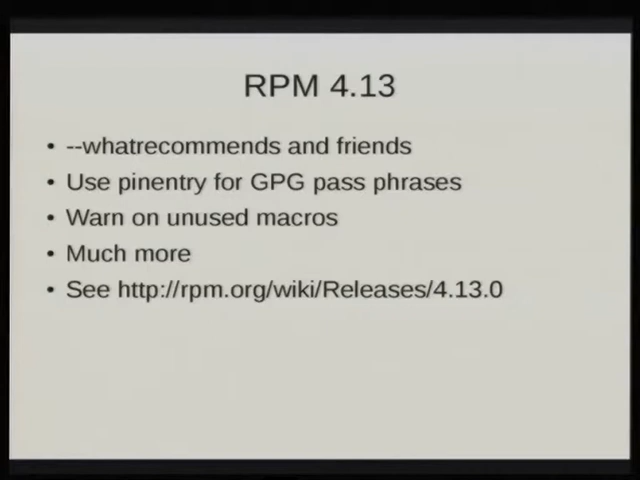 RPM 4.13
• --whatrecommends and friends
• Use pinentry for GPG pass phrases
• Warn on unused macros
• Much more
• See http://rpm.org/wiki/Releases/4.13.0